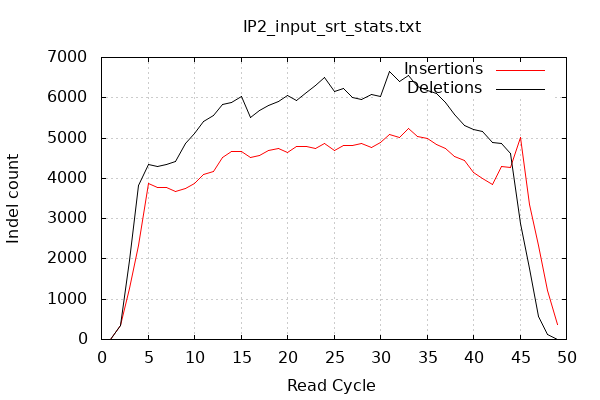 IP2_input_srt_stats.txt
7000
6000
5000
4000
3000
2000
1000
0
Indel count
Insertions
Deletions
0 5 10 15 20 25 30 35 40 45 50
Read Cycle